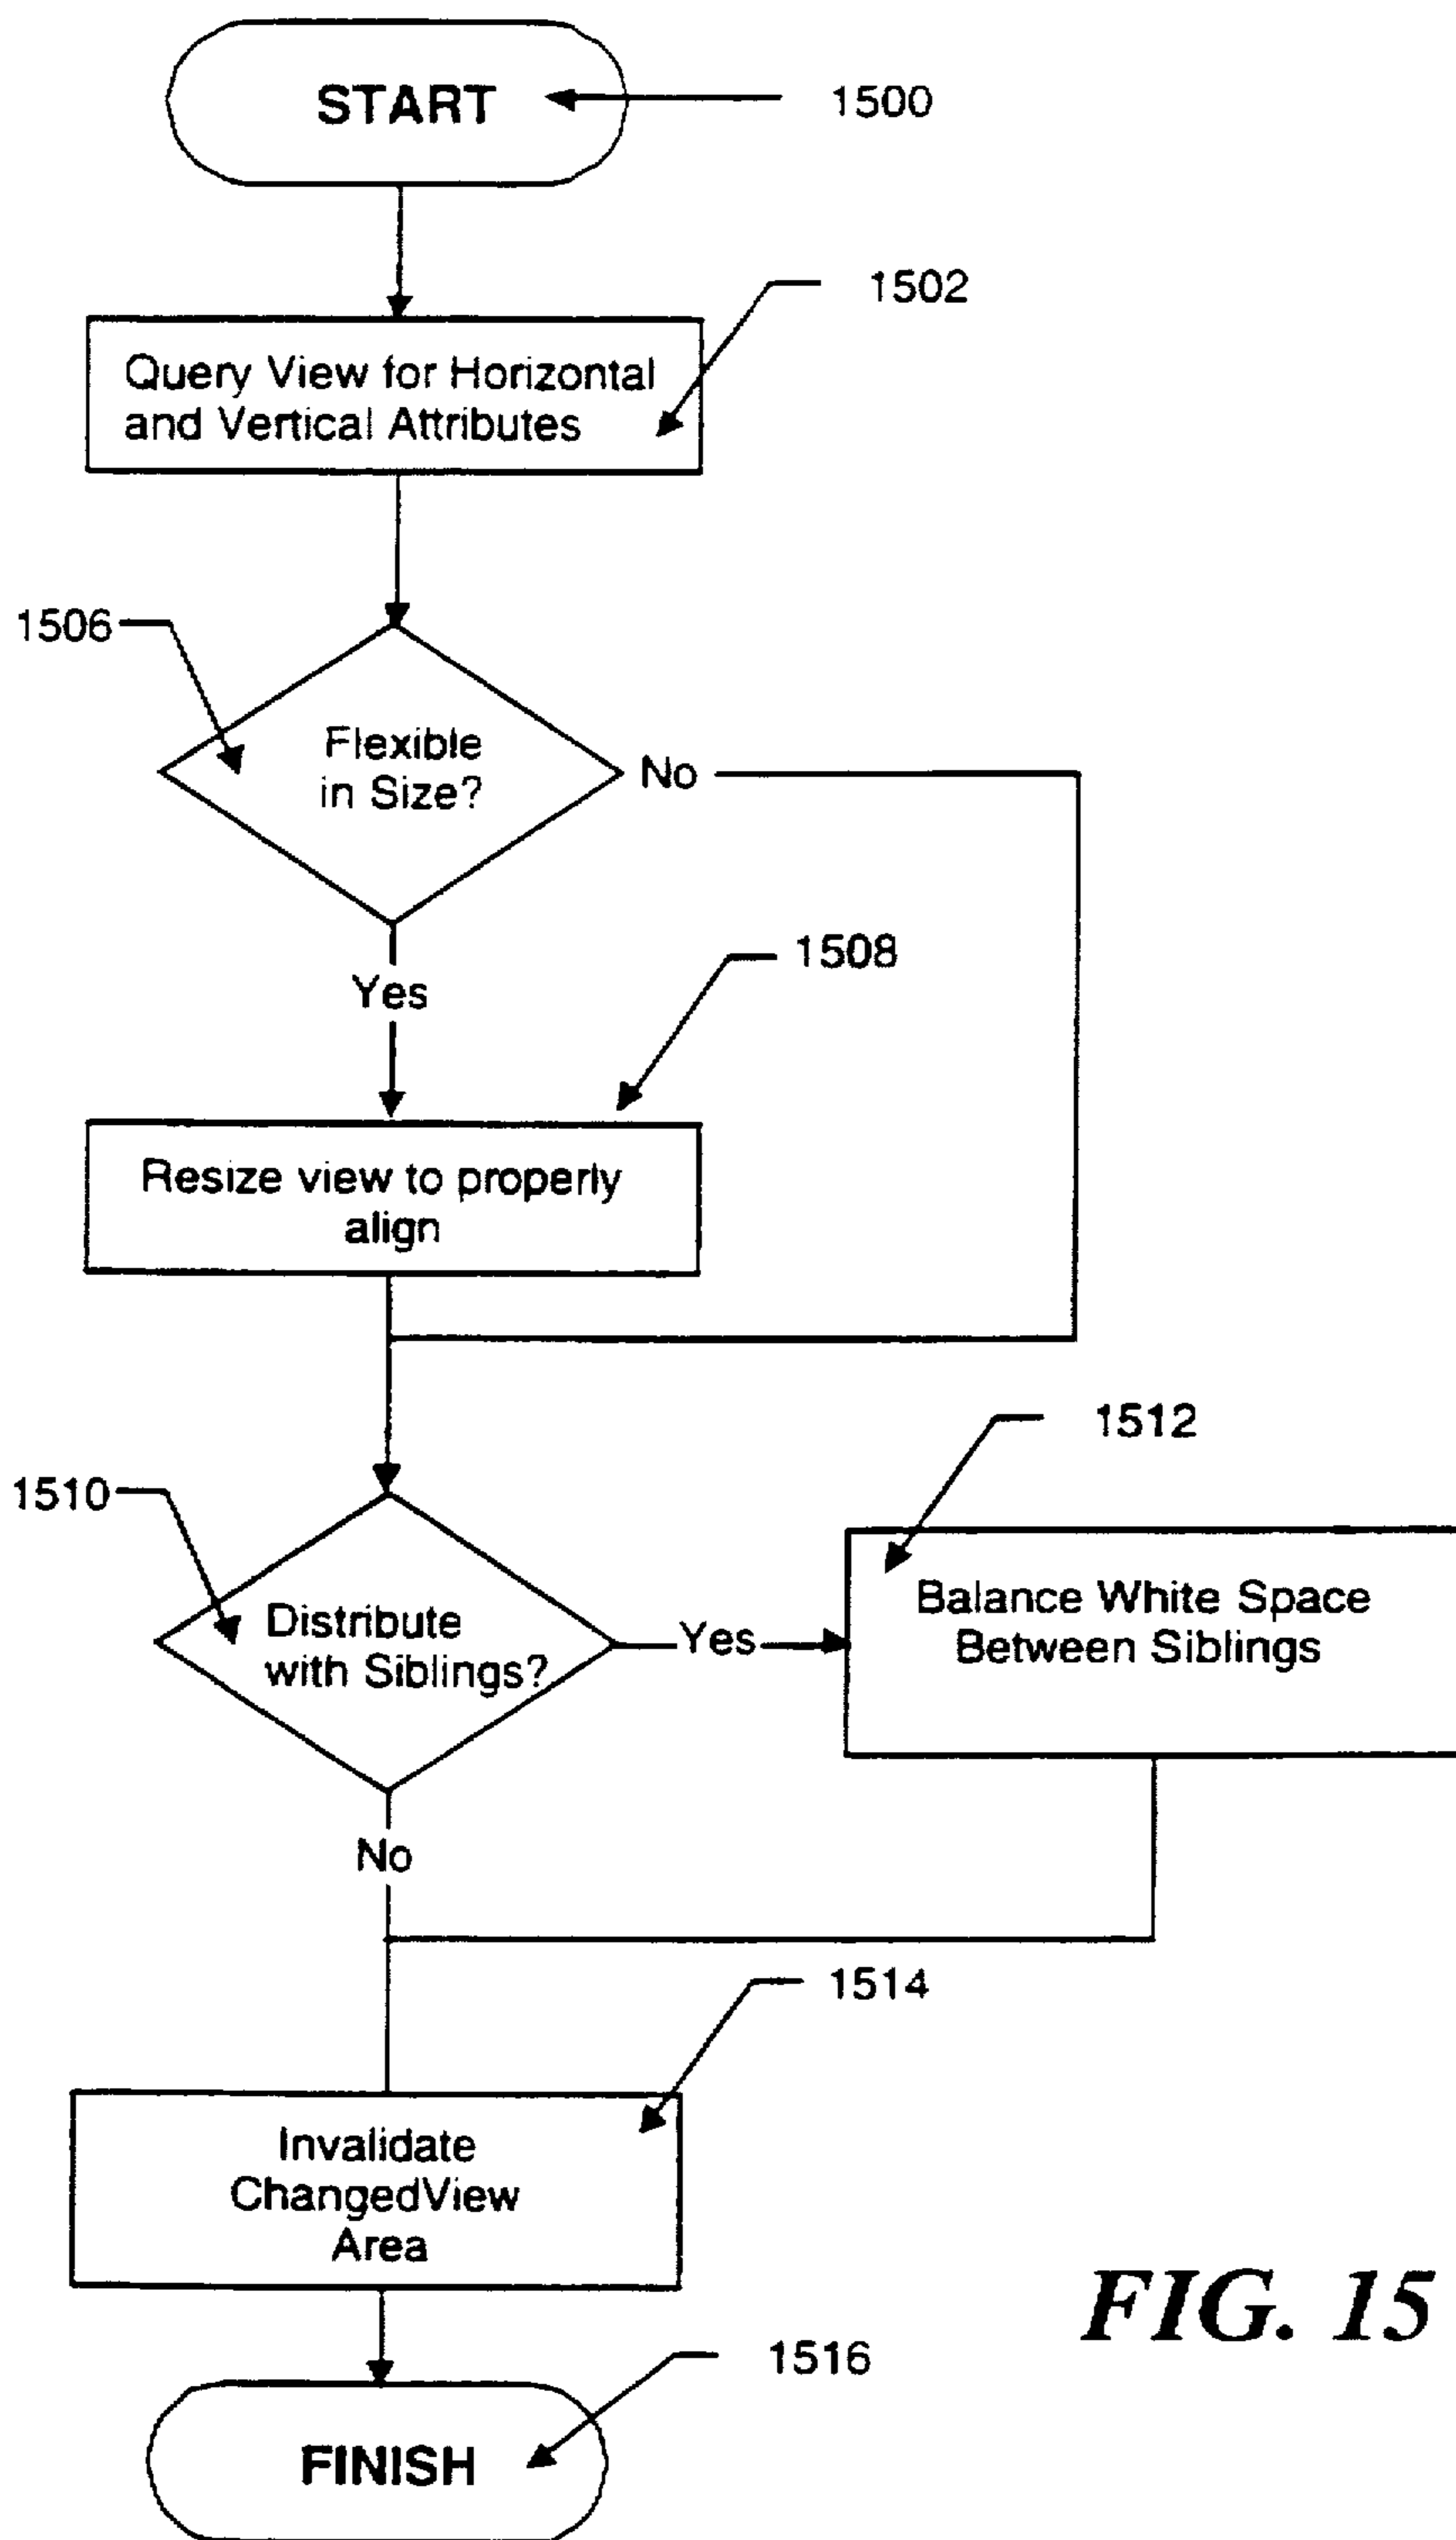 START
1500
1502
Query View for Horizontal
and Vertical Attributes
1506
Flexible
in Size?
No
Yes
1508
Resize view to properly
align
1512
1510
Distribute
with Siblings?
Yes
Balance White Space
Between Siblings
No
1514
Invalidate
ChangedView
Area
FIG. 15
1516
FINISH